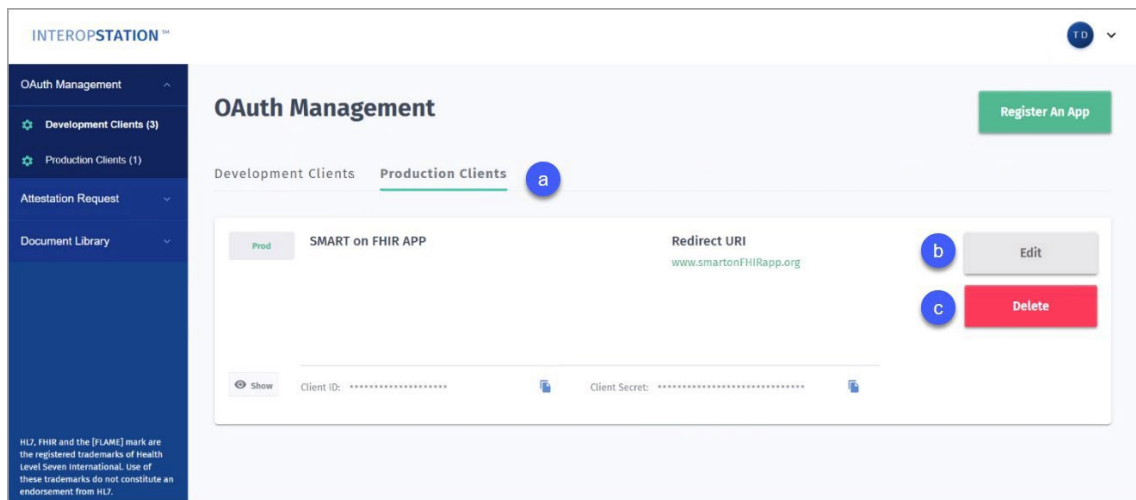 INTEROPSTATION™
TD
OAuth Management
Development Clients (3)
Production Clients (1)
Attestation Request
Document Library
HL7, FHIR and the [FLAME] mark are
the registered trademarks of Health
Level Seven International. Use of
these trademarks do not constitute an
endorsement from HL7.
OAuth Management
Register An App
Development Clients
Production Clients
a
Prod
SMART on FHIR APP
Redirect URI
www.smartonFHIRapp.org
b
Edit
c
Delete
Show
Client ID: ••••••••••••••••••••
Client Secret: ••••••••••••••••••••••••••••••